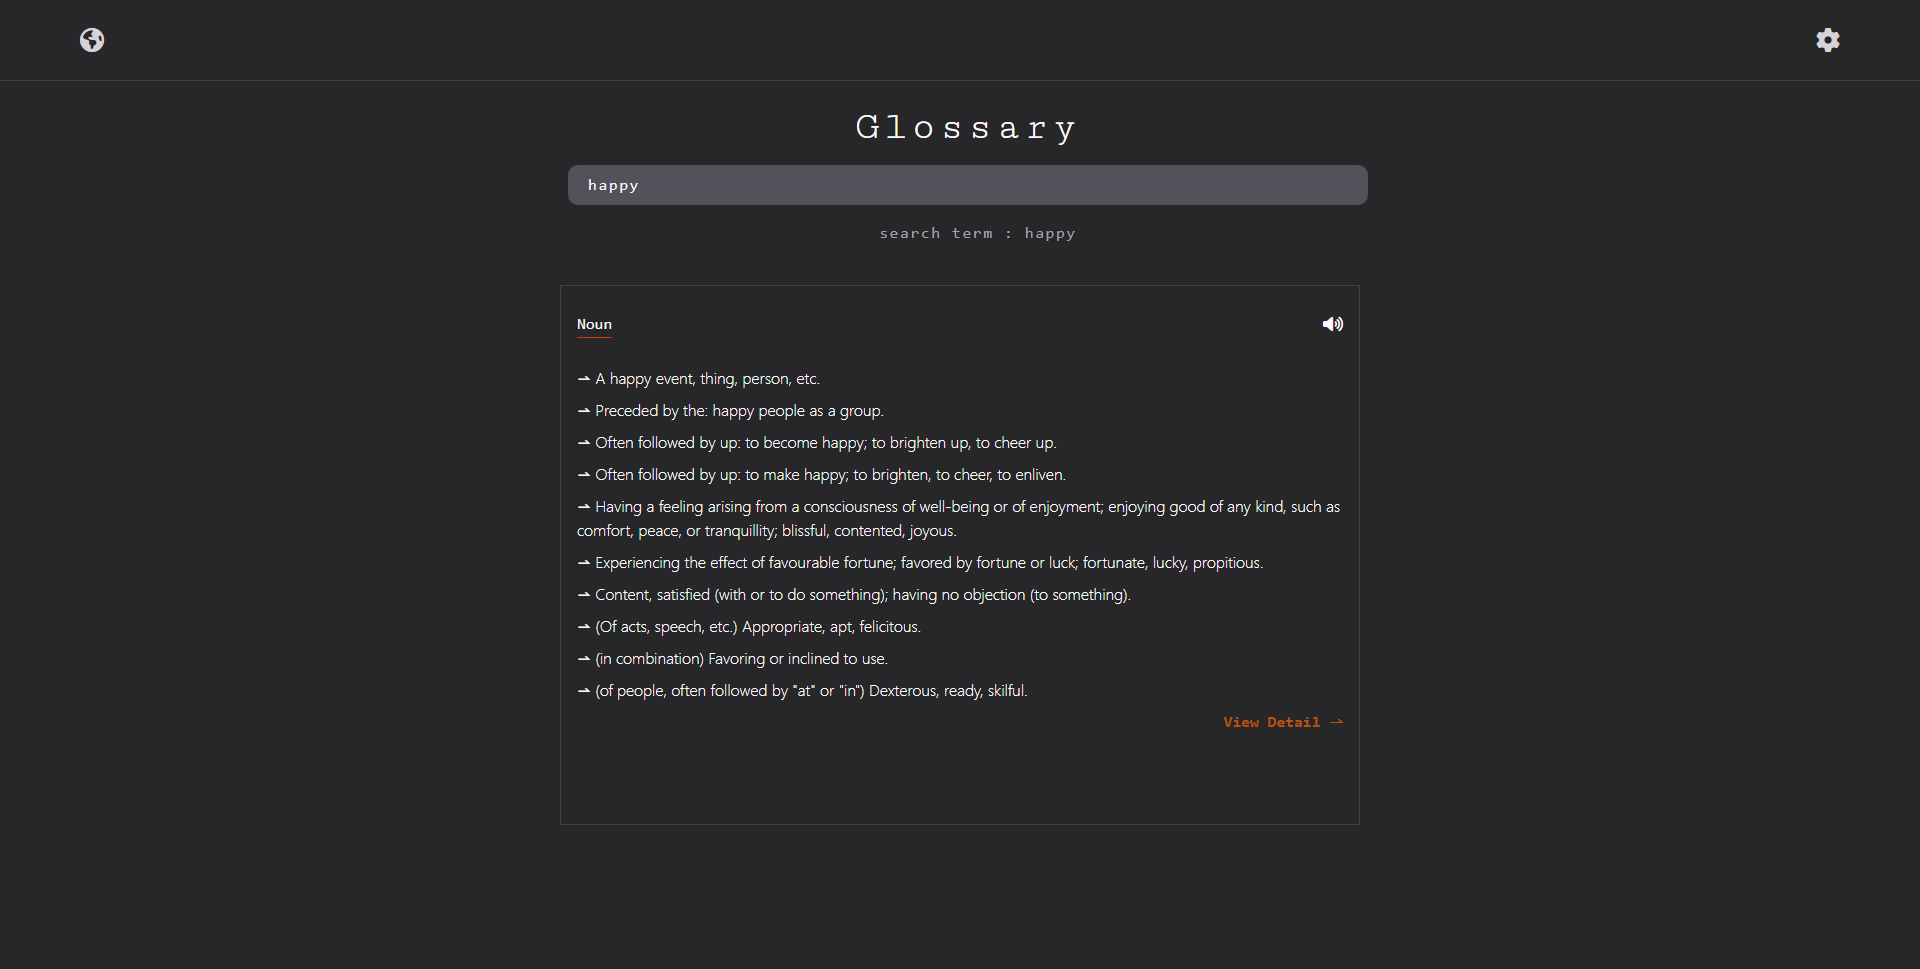 Glossary
happy
search term : happy
Noun
⇀ A happy event, thing, person, etc.
⇀ Preceded by the: happy people as a group.
⇀ Often followed by up: to become happy; to brighten up, to cheer up.
⇀ Often followed by up: to make happy; to brighten, to cheer, to enliven.
⇀ Having a feeling arising from a consciousness of well-being or of enjoyment; enjoying good of any kind, such as
comfort, peace, or tranquillity; blissful, contented, joyous.
⇀ Experiencing the effect of favourable fortune; favored by fortune or luck; fortunate, lucky, propitious.
⇀ Content, satisfied (with or to do something); having no objection (to something).
⇀ (Of acts, speech, etc.) Appropriate, apt, felicitous.
⇀ (in combination) Favoring or inclined to use.
⇀ (of people, often followed by "at" or "in") Dexterous, ready, skilful.
View Detail ⇀